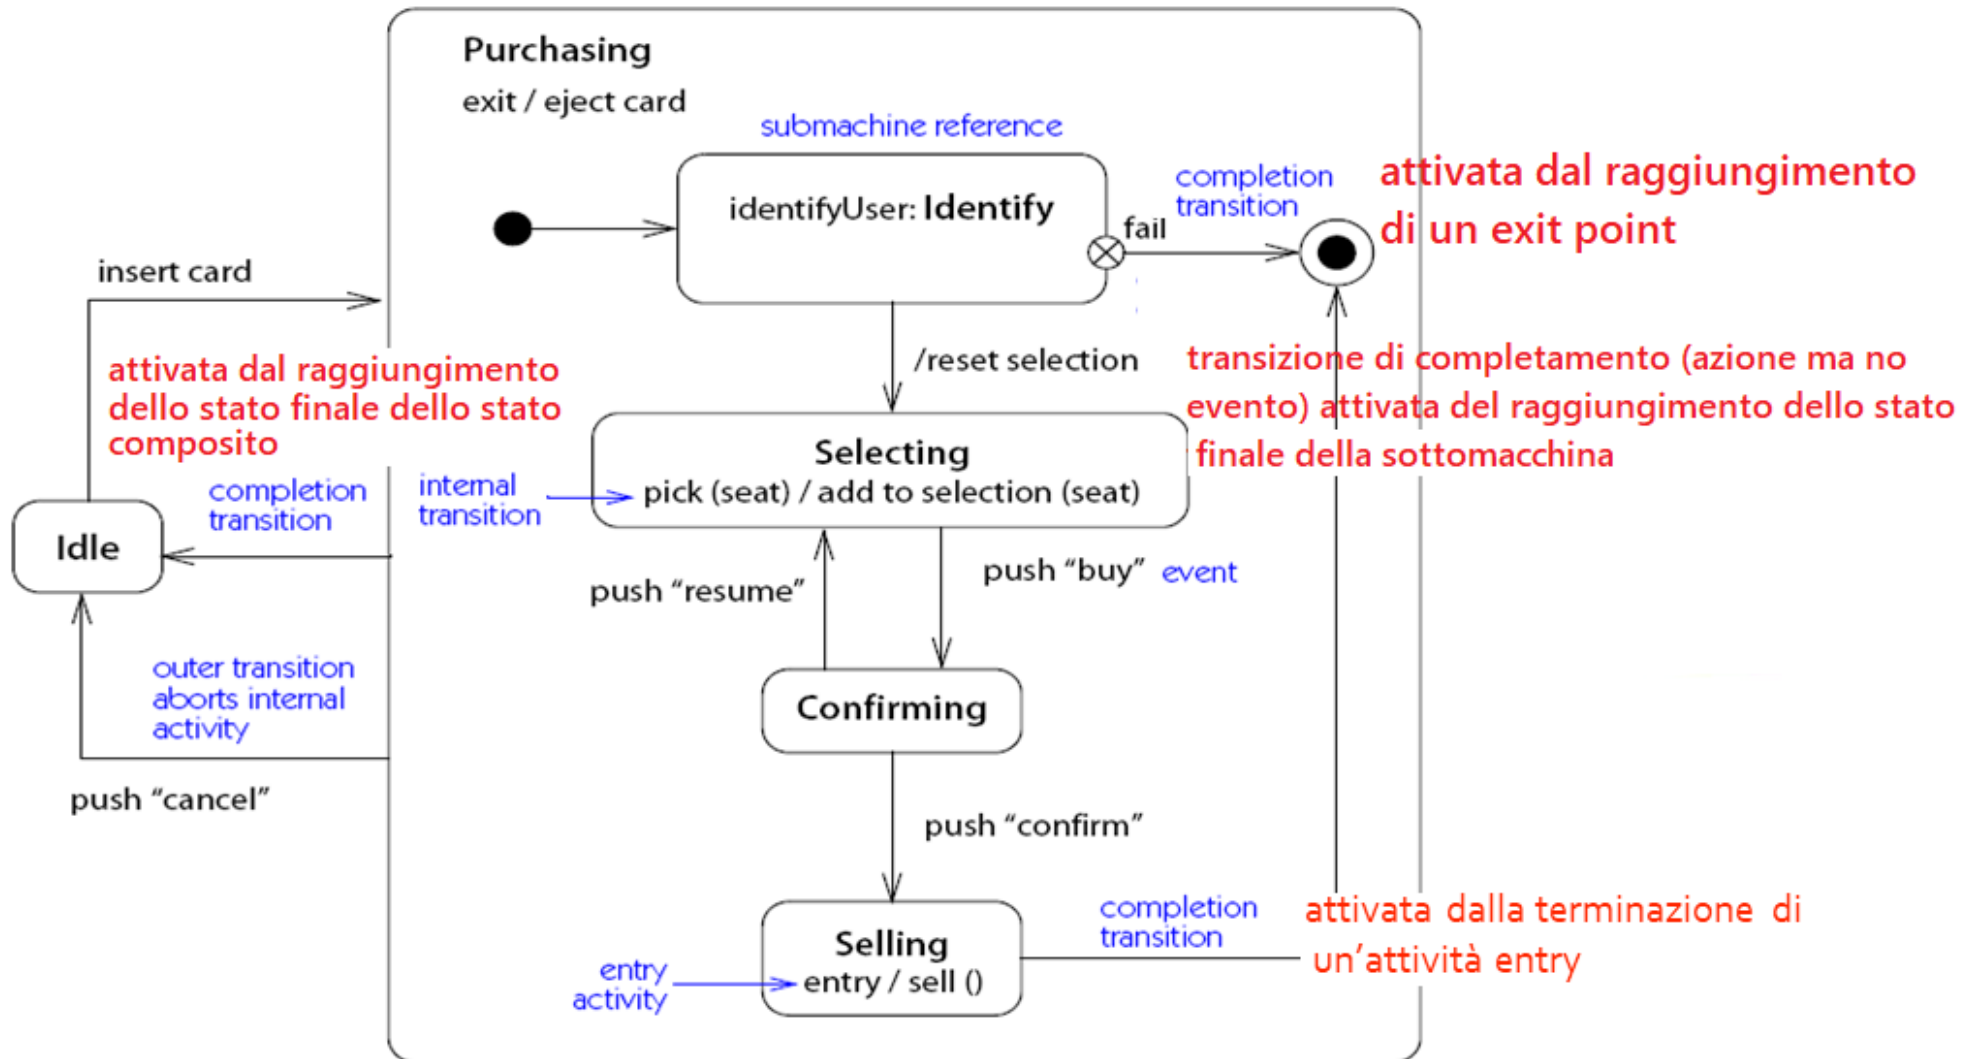 Purchasing
exit / eject card
submachine reference
identifyUser: Identify
fail
completion
transition
attivata dal raggiungimento
di un exit point
insert card
/reset selection
attivata dal raggiungimento
dello stato finale dello stato
composito
transizione di completamento (azione ma no
evento) attivata del raggiungimento dello stato
finale della sottomacchina
Selecting
pick (seat) / add to selection (seat)
internal
transition
completion
transition
Idle
push “resume”
push “buy”
event
outer transition
aborts internal
activity
push “cancel”
Confirming
push “confirm”
Selling
entry / sell ()
entry
activity
completion
transition
attivata dalla terminazione di
un’attività entry